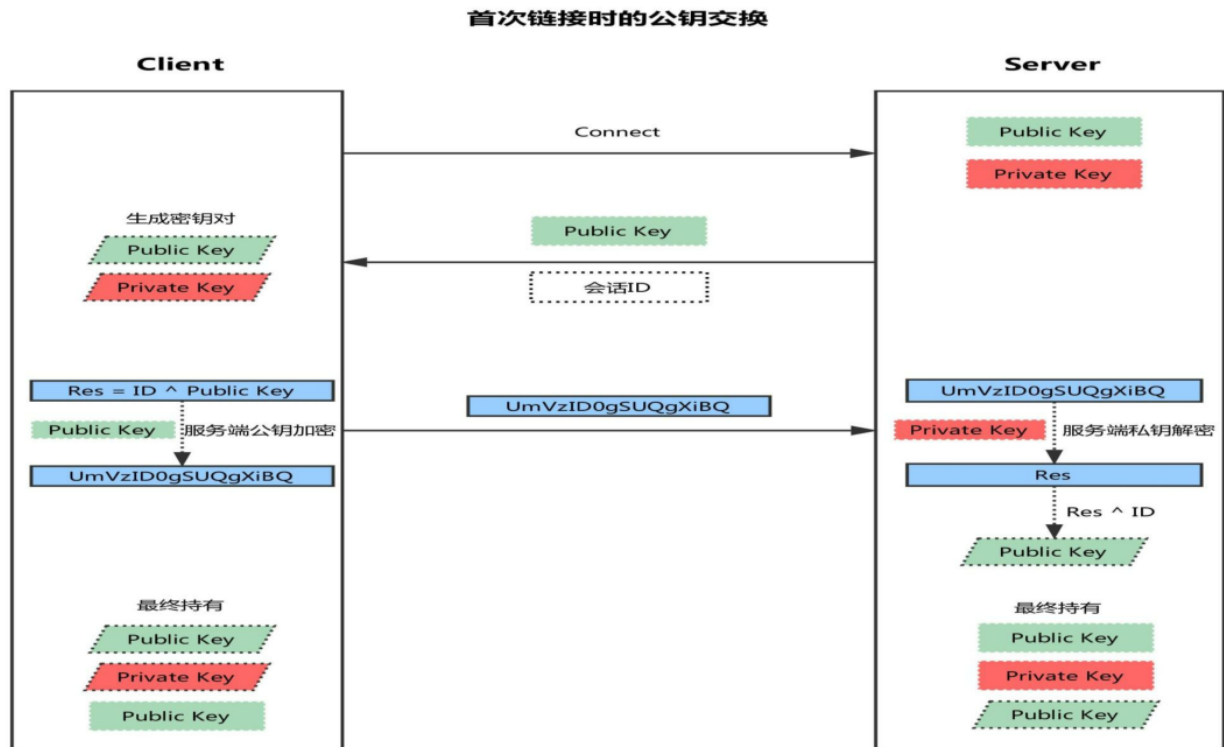 首次链接时的公钥交换
Client
Server
Connect
Public Key
Private Key
生成密钥对
Public Key
Private Key
Public Key
会话ID
Res = ID ^ Public Key
Public Key
服务端公钥加密
UmVzID0gSUQgXiBQ
UmVzID0gSUQgXiBQ
UmVzID0gSUQgXiBQ
Private Key
服务端私钥解密
Res
Res ^ ID
Public Key
最终持有
Public Key
Private Key
Public Key
最终持有
Public Key
Private Key
Public Key